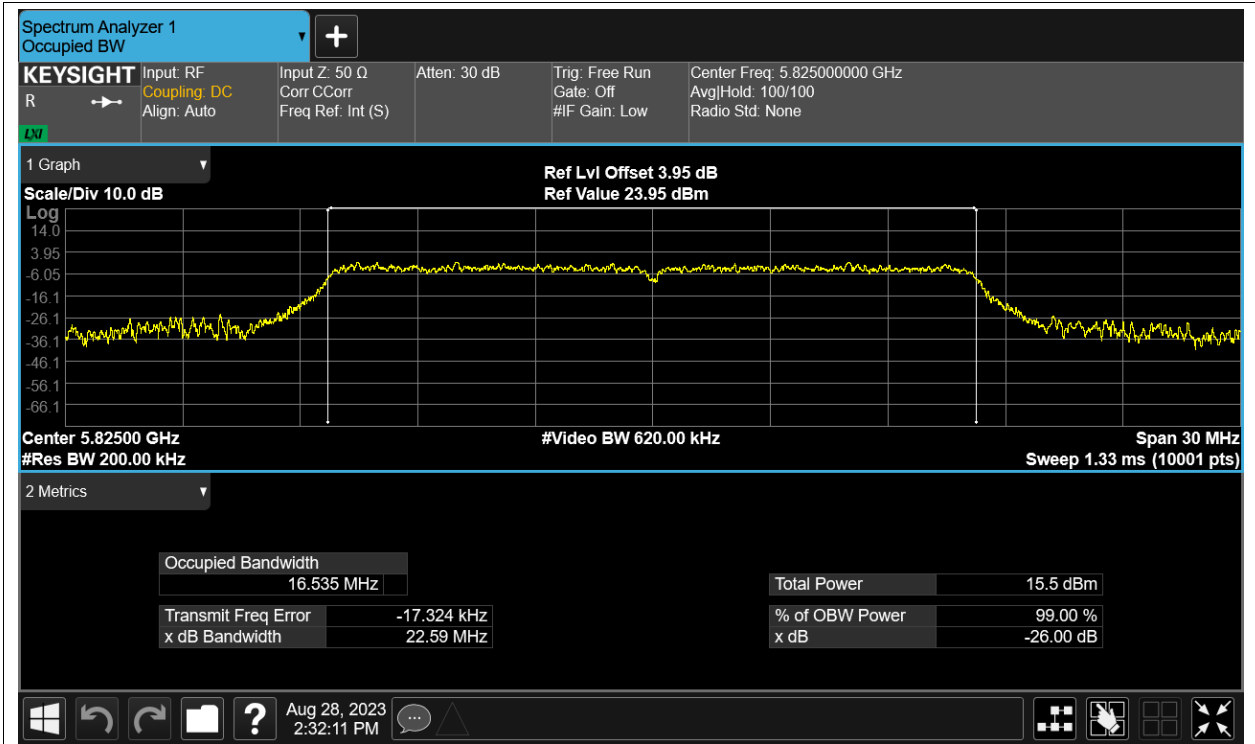 Spectrum Analyzer 1
Occupied BW
KEYSIGHT
R
LXI
Input: RF
Coupling: DC
Align: Auto
Input Z: 50 Ω
Corr CCorr
Freq Ref: Int (S)
Atten: 30 dB
Trig: Free Run
Gate: Off
#IF Gain: Low
Center Freq: 5.825000000 GHz
Avg|Hold: 100/100
Radio Std: None
1 Graph
Scale/Div 10.0 dB
Ref Lvl Offset 3.95 dB
Ref Value 23.95 dBm
Log
14.0
3.95
-6.05
-16.1
-26.1
-36.1
-46.1
-56.1
-66.1
Center 5.82500 GHz
#Video BW 620.00 kHz
Span 30 MHz
#Res BW 200.00 kHz
Sweep 1.33 ms (10001 pts)
2 Metrics
Occupied Bandwidth
16.535 MHz
Total Power 15.5 dBm
Transmit Freq Error -17.324 kHz
% of OBW Power 99.00 %
x dB Bandwidth 22.59 MHz
x dB -26.00 dB
?
Aug 28, 2023
2:32:11 PM